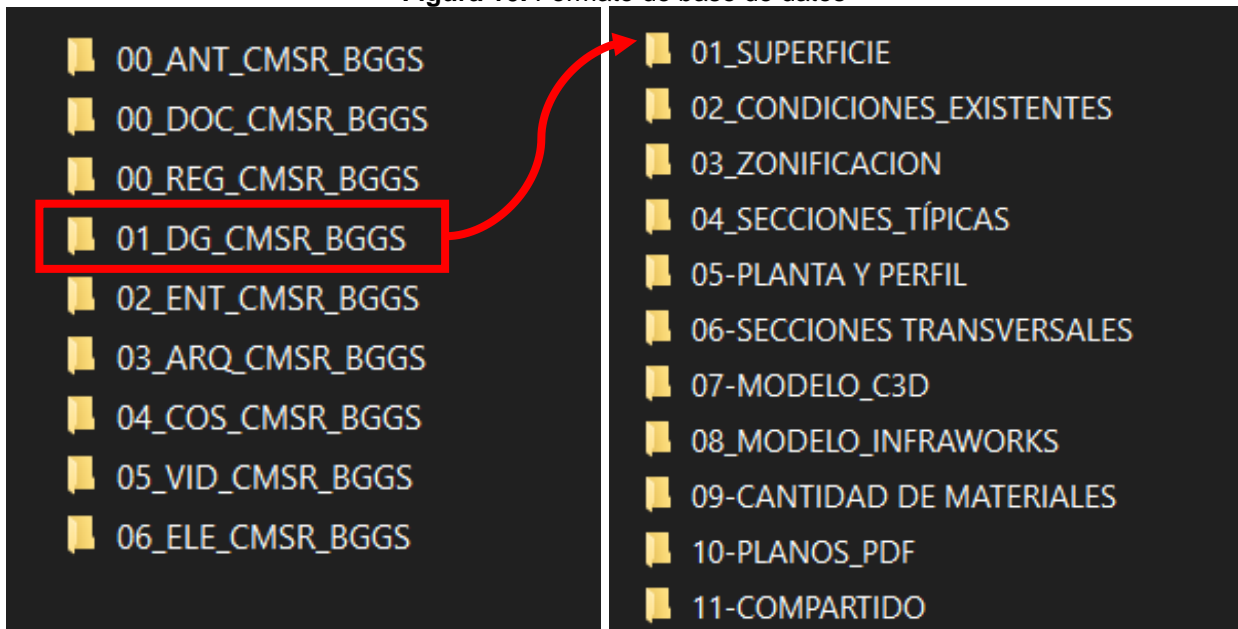 00_ANT_CMSR_BGGS
00_DOC_CMSR_BGGS
00_REG_CMSR_BGGS
01_DG_CMSR_BGGS
02_ENT_CMSR_BGGS
03_ARQ_CMSR_BGGS
04_COS_CMSR_BGGS
05_VID_CMSR_BGGS
06_ELE_CMSR_BGGS
01_SUPERFICIE
02_CONDICIONES_EXISTENTES
03_ZONIFICACION
04_SECCIONES_TÍPICAS
05-PLANTA Y PERFIL
06-SECCIONES TRANSVERSALES
07-MODELO_C3D
08_MODELO_INFRAWORKS
09-CANTIDAD DE MATERIALES
10-PLANOS_PDF
11-COMPARTIDO